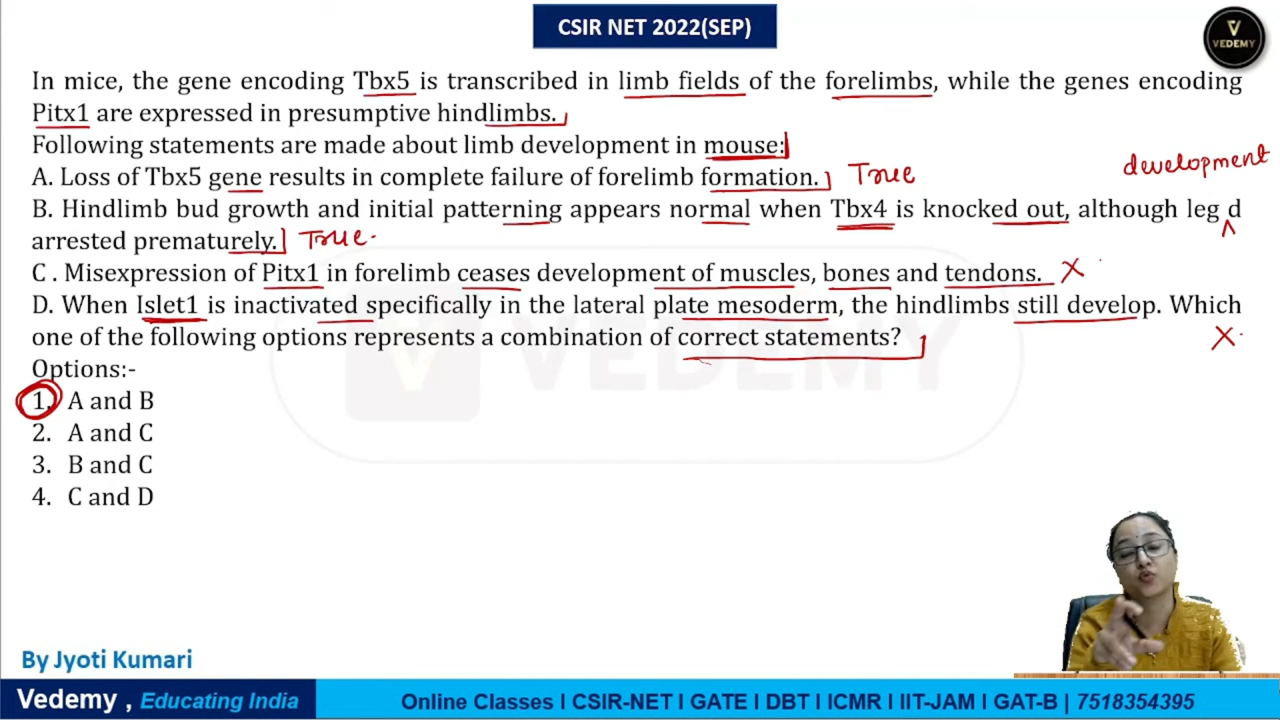 CSIR NET 2022(SEP)
VEDEMY
In mice, the gene encoding Tbx5 is transcribed in limb fields of the forelimbs, while the genes encoding
Pitx1 are expressed in presumptive hindlimbs.
Following statements are made about limb development in mouse:
development
A. Loss of Tbx5 gene results in complete failure of forelimb formation. True
B. Hindlimb bud growth and initial patterning appears normal when Tbx4 is knocked out, although leg d
arrested prematurely. True.
C . Misexpression of Pitx1 in forelimb ceases development of muscles, bones and tendons. X
D. When Islet1 is inactivated specifically in the lateral plate mesoderm, the hindlimbs still develop. Which
one of the following options represents a combination of correct statements? X
Options:-
1. A and B
2. A and C
3. B and C
4. C and D
VEDEMY
By Jyoti Kumari
Vedemy , Educating India
Online Classes I CSIR-NET I GATE I DBT I ICMR I IIT-JAM I GAT-B I 7518354395